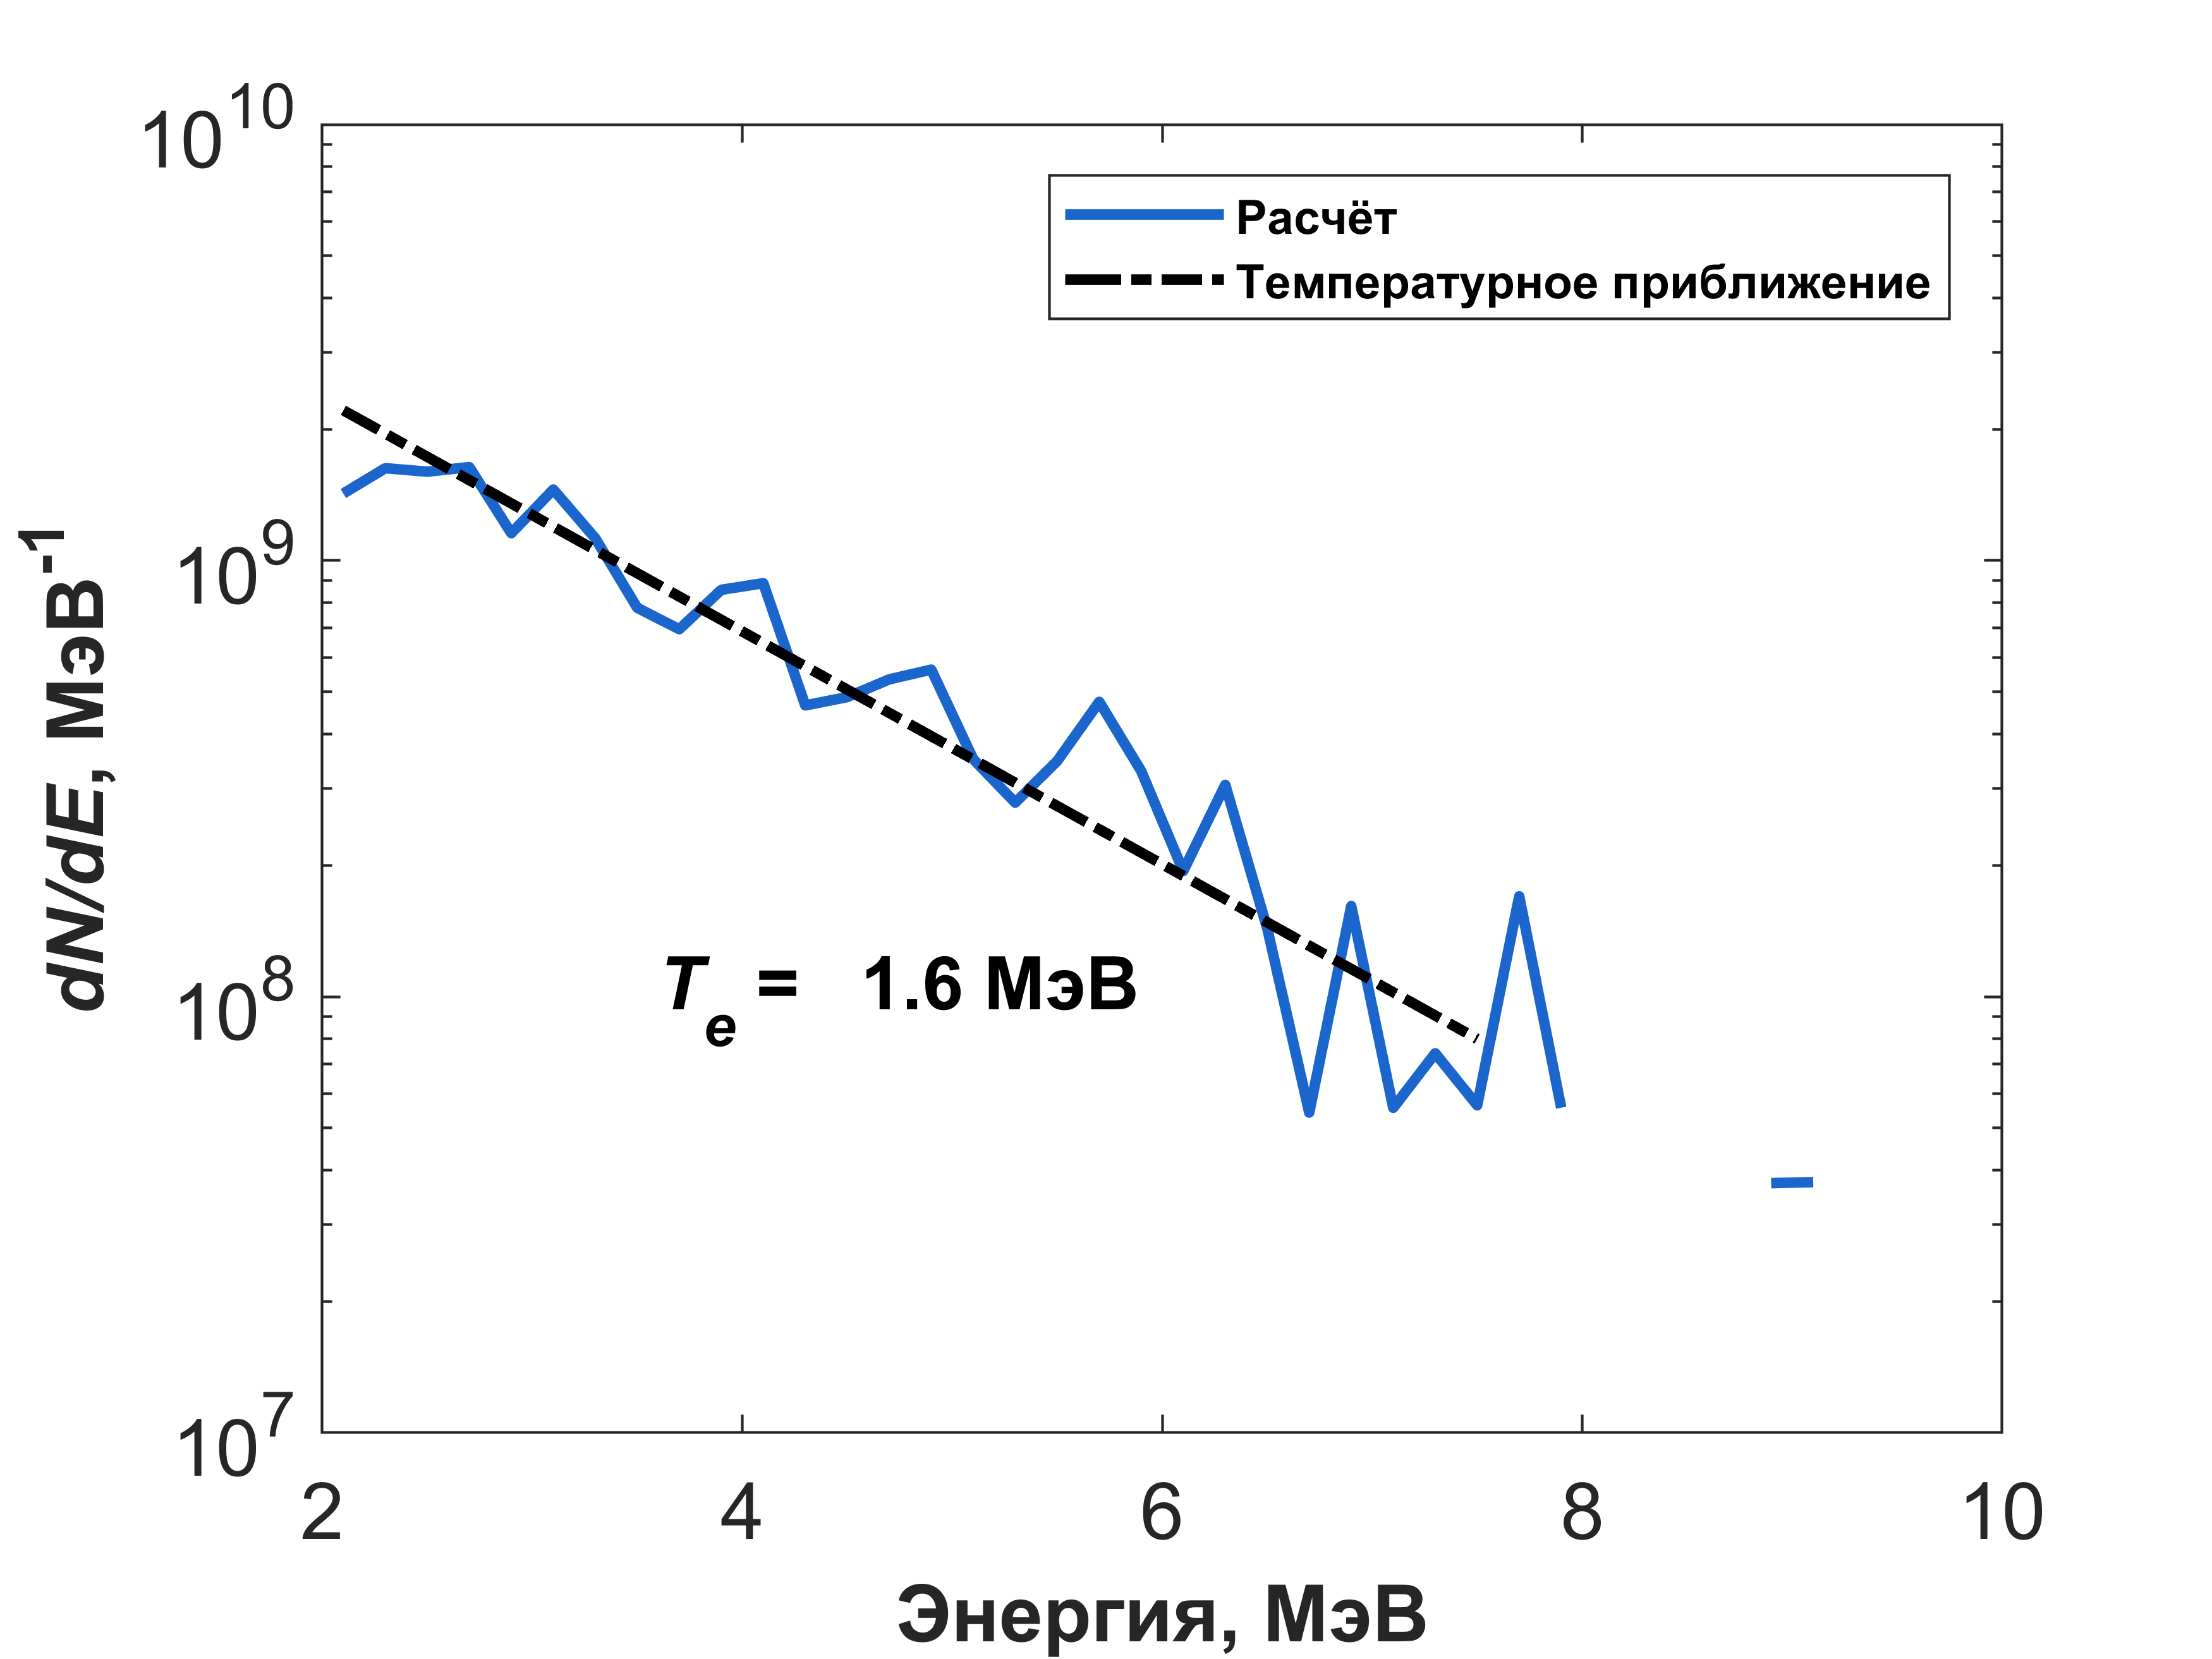 10^10
10^9
10^8
10^7
dN/dE, МэВ^-1
Расчёт
Температурное приближение
T_e = 1.6 МэВ
2 4 6 8 10
Энергия, МэВ